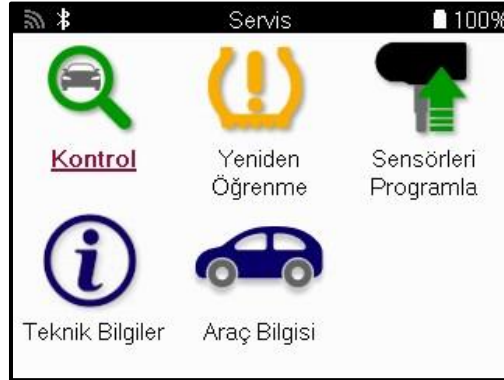 Servis
100%
Kontrol
Yeniden
Öğrenme
Sensörleri
Programla
Teknik Bilgiler
Araç Bilgisi